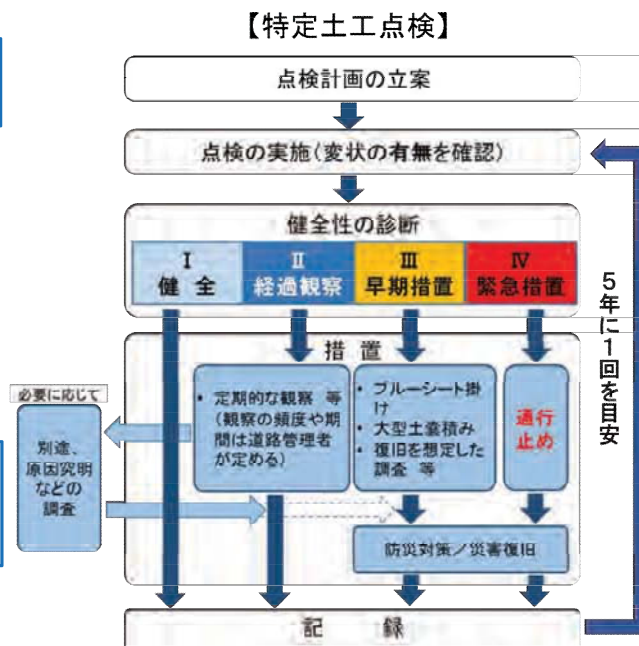 【特定土工点検】
点検計画の立案
点検の実施(変状の有無を確認)
健全性の診断
Ⅰ
健 全
Ⅱ
経過観察
Ⅲ
早期措置
Ⅳ
緊急措置
5年に1回を目安
措 置
必要に応じて
別途、
原因究明
などの
調査
• 定期的な観察 等
(観察の頻度や期
間は道路管理者
が定める)
• ブルーシート掛
け
• 大型土嚢積み
• 復旧を想定した
調査 等
通行
止め
防災対策/災害復旧
記 録